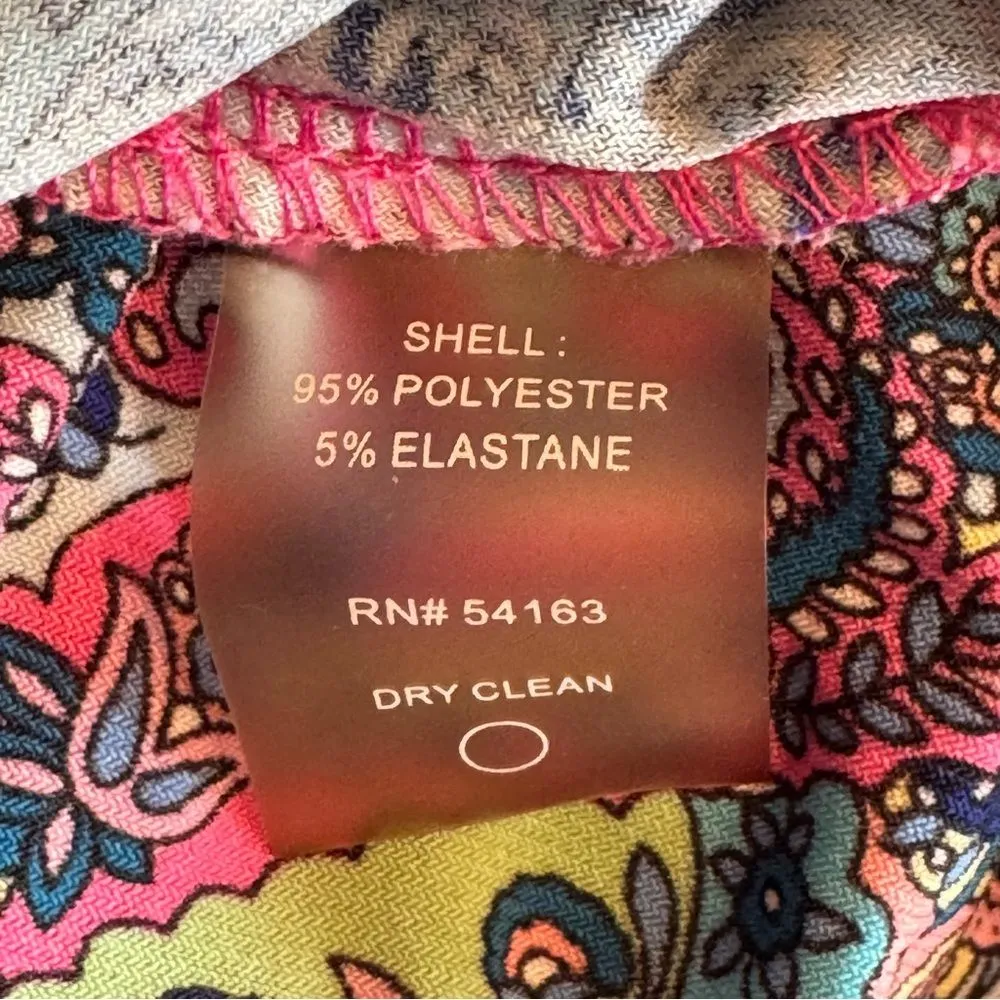 SHELL :
95% POLYESTER
5% ELASTANE
RN# 54163
DRY CLEAN